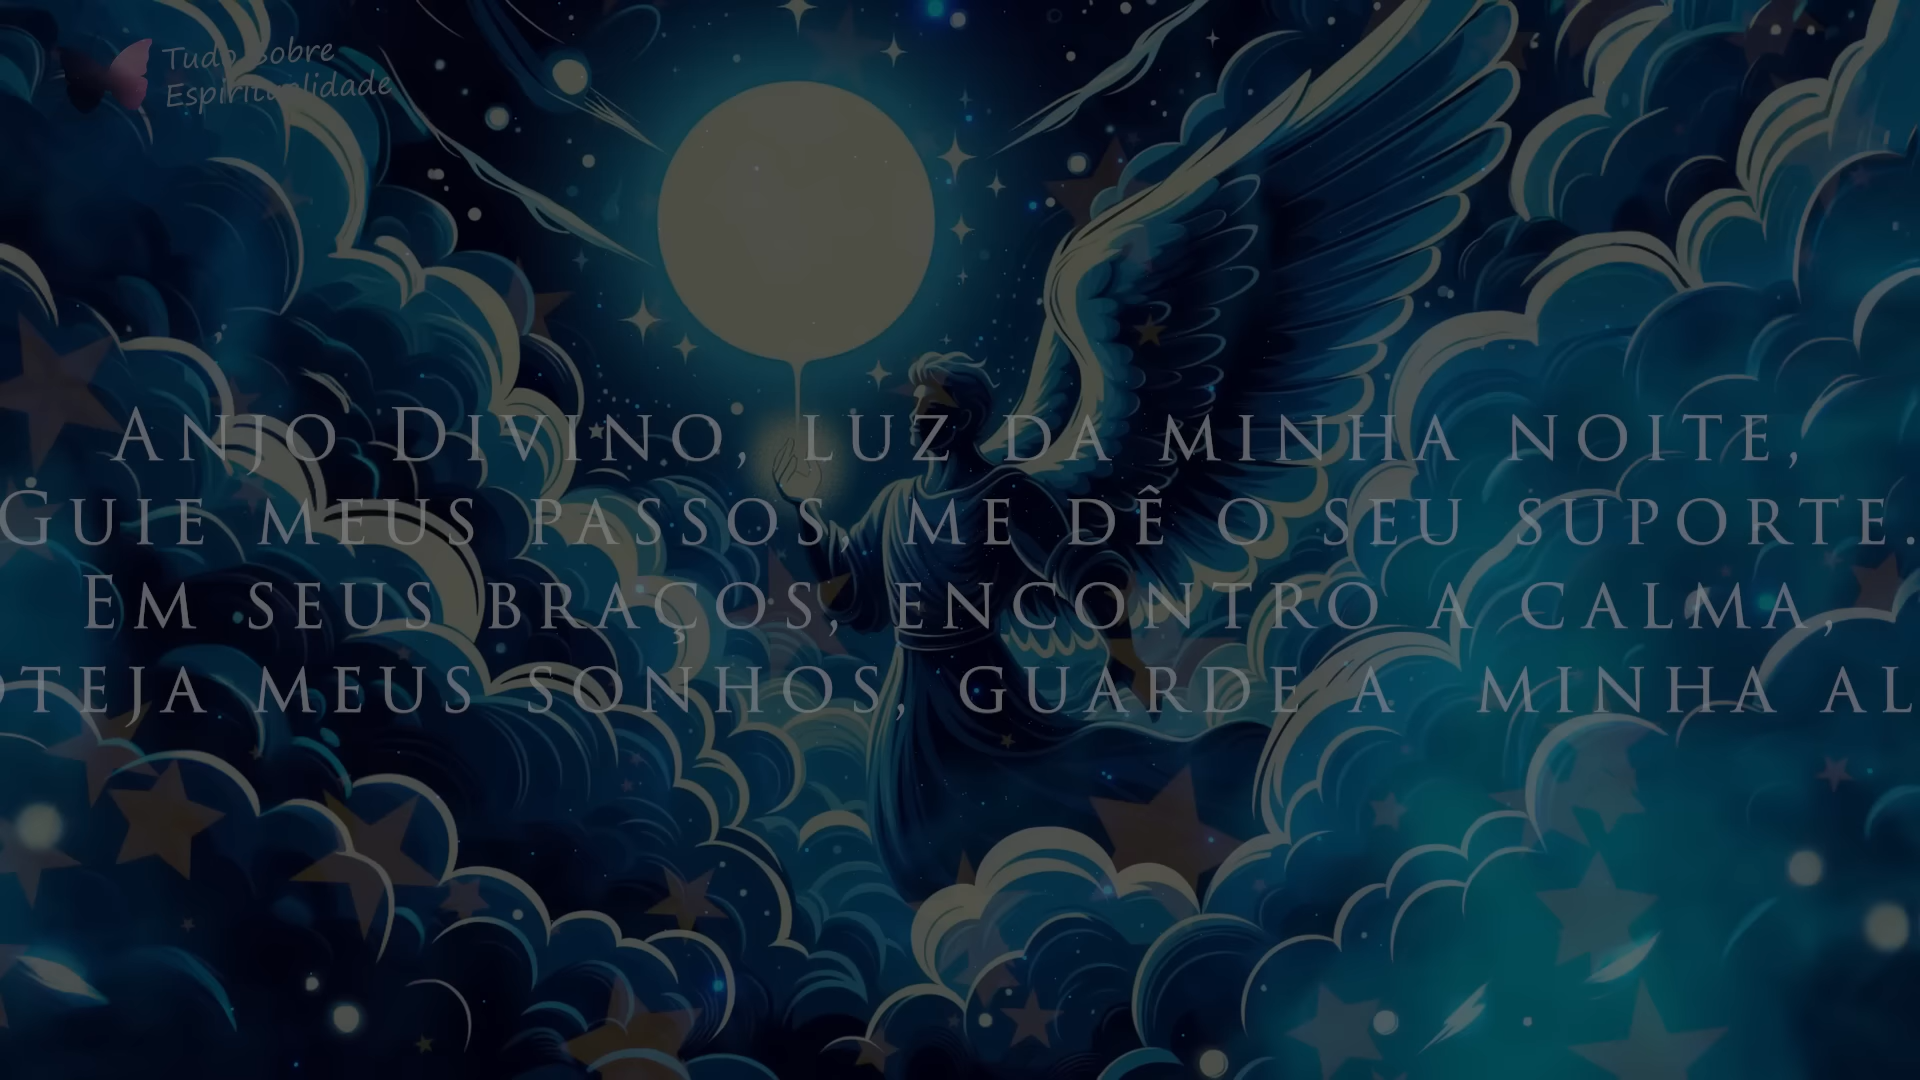 Tudo Sobre
Espiritualidade
Anjo Divino, luz da minha noite,
Guie meus passos, me dê o seu suporte.
Em seus braços, encontro a calma,
oteja meus sonhos, guarde a minha al